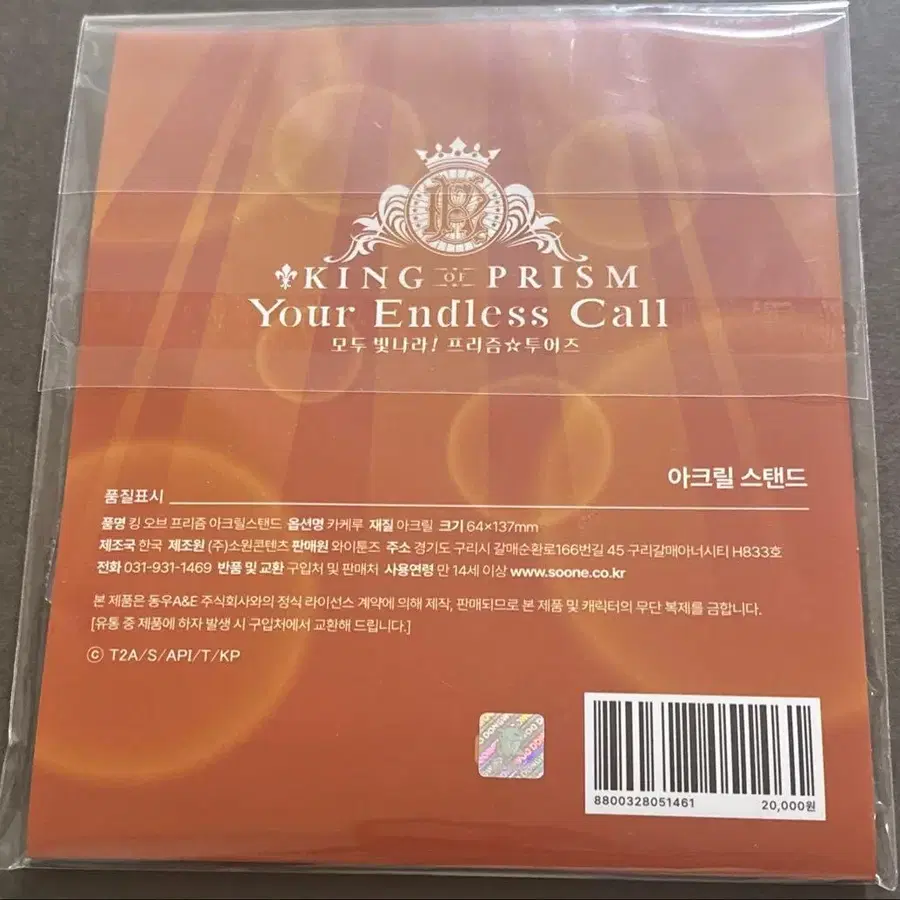 KING OF PRISM
Your Endless Call
모두 빛나라! 프리즘☆투어즈
아크릴 스탠드
품질표시
품명 킹 오브 프리즘 아크릴스탠드 옵션명 카케루 재질 아크릴 크기 64×137mm
제조국 한국 제조원 (주)소원콘텐츠 판매원 와이툰즈 주소 경기도 구리시 갈매순환로166번길 45 구리갈매아너시티 H833호
전화 031-931-1469 반품 및 교환 구입처 및 판매처 사용연령 만 14세 이상 www.soone.co.kr
본 제품은 동우A&E 주식회사와의 정식 라이선스 계약에 의해 제작, 판매되므로 본 제품 및 캐릭터의 무단 복제를 금합니다.
[유통 중 제품에 하자 발생 시 구입처에서 교환해 드립니다.]
ⓒ T2A/S/API/T/KP
8800328051461 20,000원